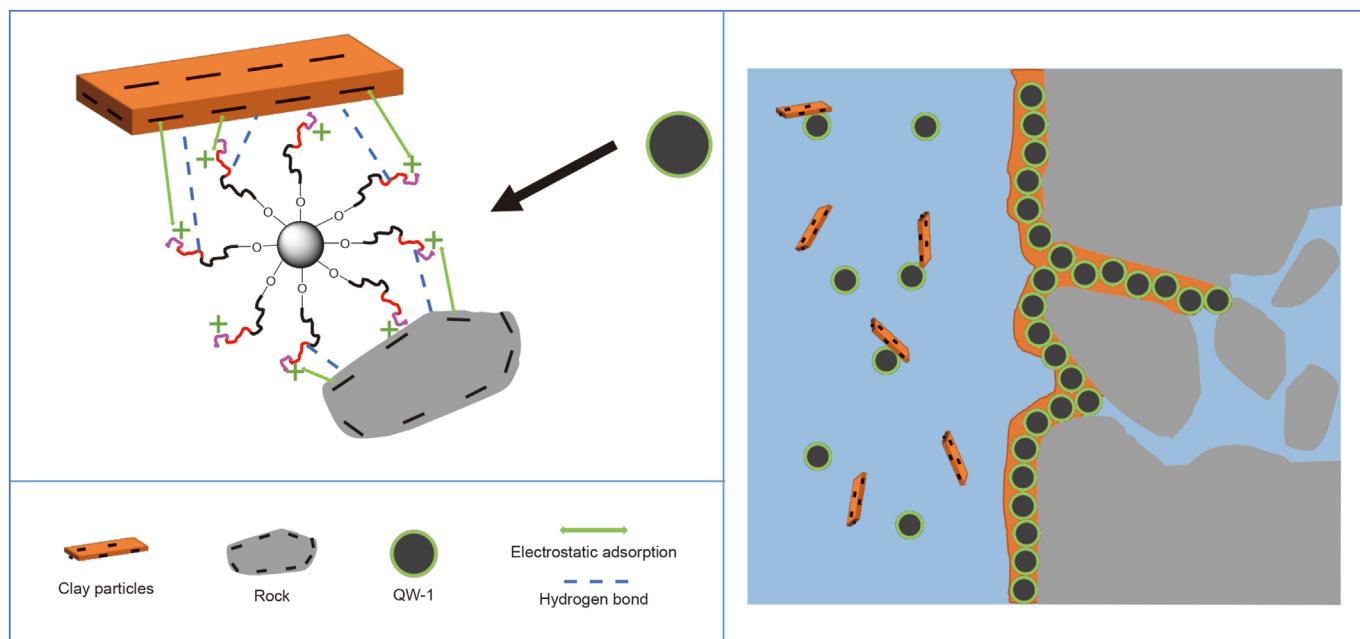 +
+
+
+
O
O
O
O
O
O
O
O
+
+
+
+
Clay particles
Rock
QW-1
Electrostatic adsorption
Hydrogen bond